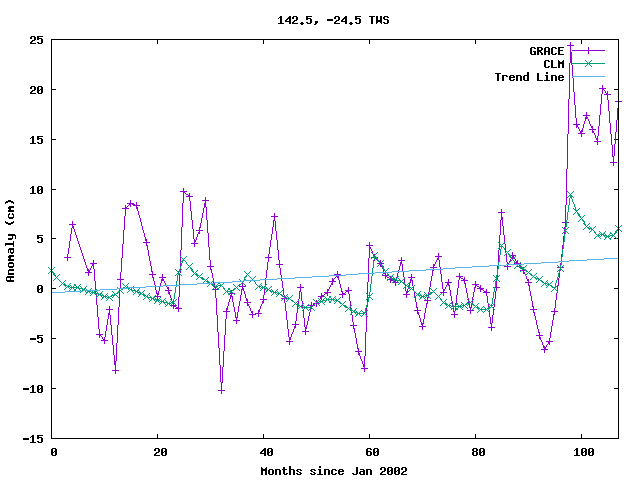 142.5, -24.5 TWS
GRACE
CLM
Trend Line
25
20
15
10
5
0
-5
-10
-15
Anomaly (cm)
0 20 40 60 80 100
Months since Jan 2002